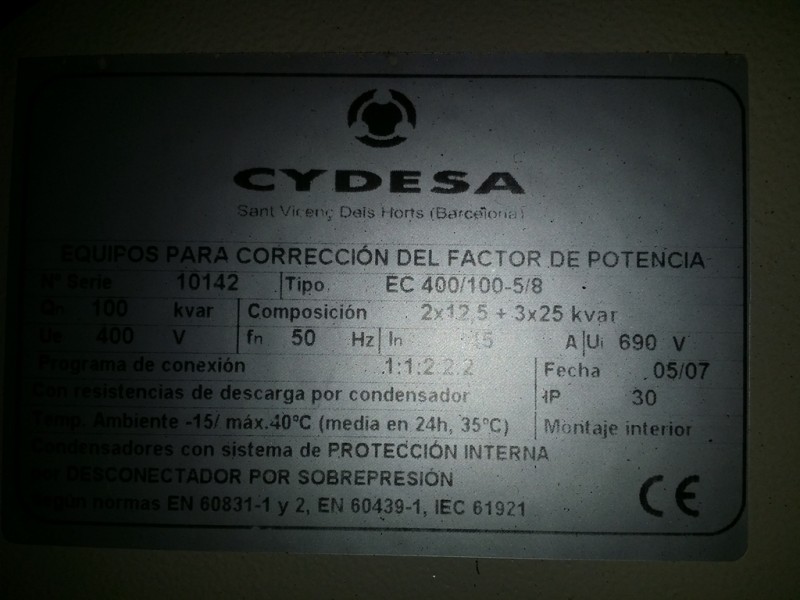 CYDESA
Sant Vicenç Dels Horts (Barcelona)
EQUIPOS PARA CORRECCIÓN DEL FACTOR DE POTENCIA
Nº Serie 10142 Tipo EC 400/100-5/8
Qn 100 kvar Composición 2x12,5 + 3x25 kvar
Ue 400 V fn 50 Hz In A Ui 690 V
Programa de conexión 1:1:2:2:2 Fecha 05/07
Con resistencias de descarga por condensador IP 30
Temp. Ambiente -15/ máx.40ºC (media en 24h, 35ºC) Montaje interior
Condensadores con sistema de PROTECCIÓN INTERNA
por DESCONECTADOR POR SOBREPRESIÓN
Según normas EN 60831-1 y 2, EN 60439-1, IEC 61921
CE